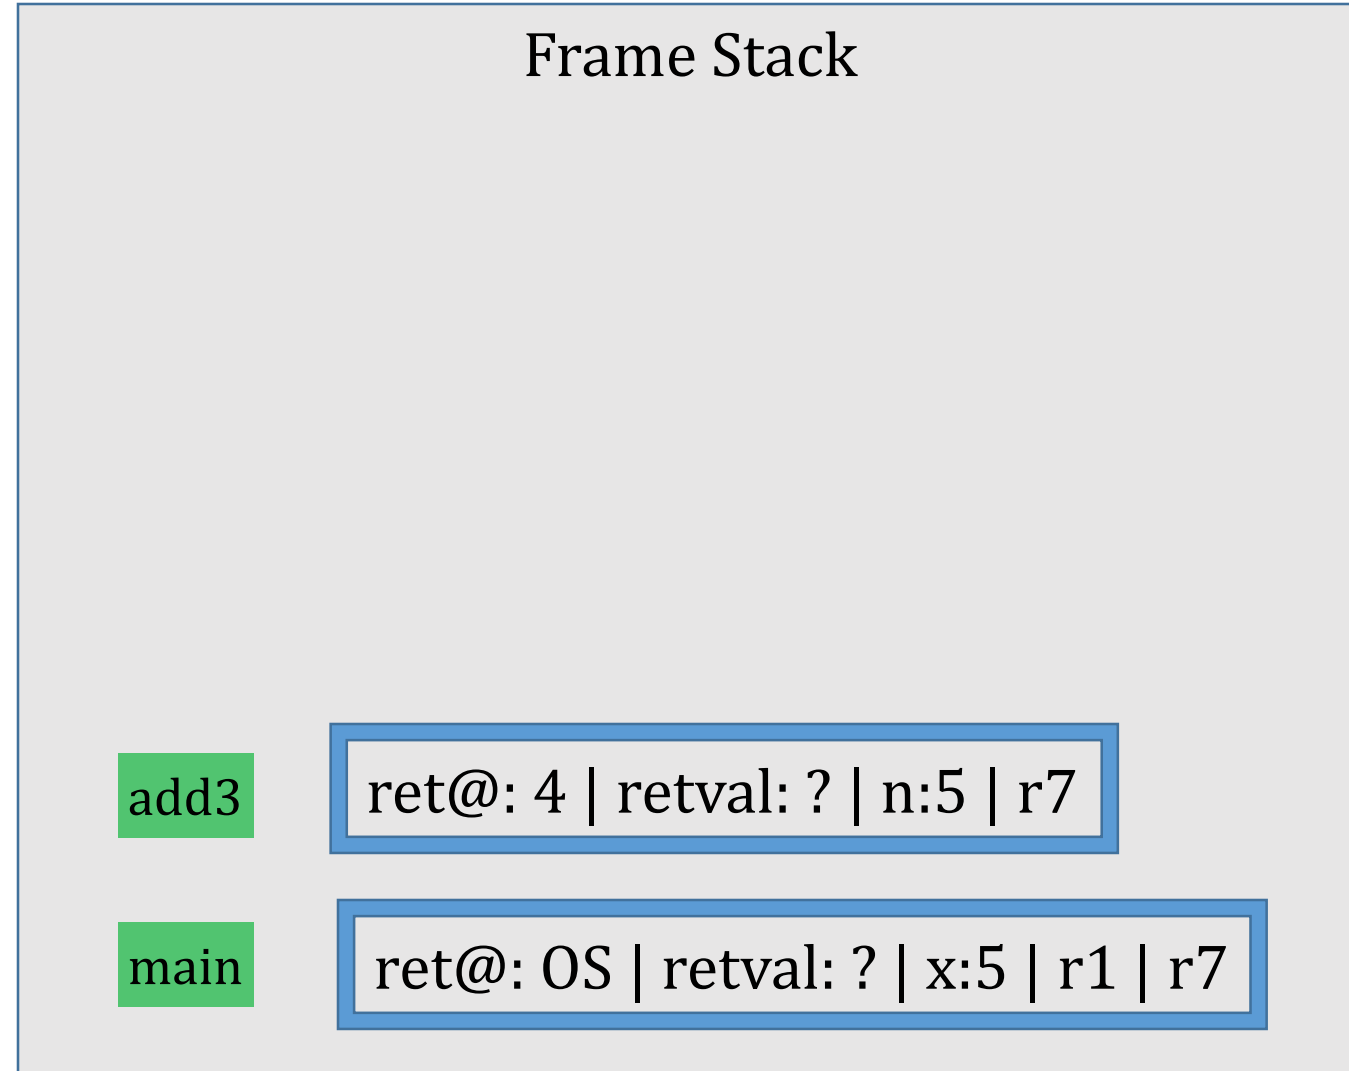 Frame Stack
add3
ret@: 4 | retval: ? | n:5 | r7
main
ret@: OS | retval: ? | x:5 | r1 | r7